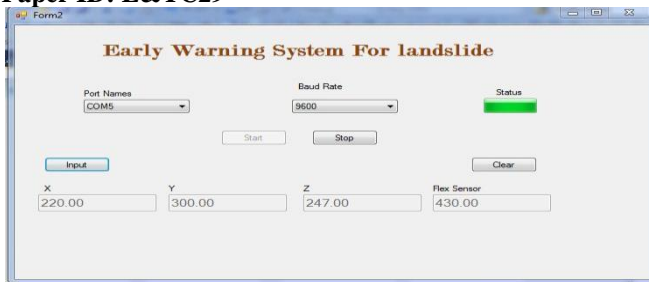 Form2
Early Warning System For landslide
Port Names
Baud Rate
Status
COM5
9600
Start
Stop
Input
Clear
X
Y
Z
Flex Sensor
220.00
300.00
247.00
430.00